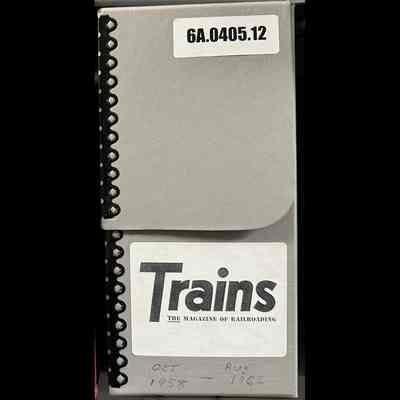 6A.0405.12
Trains
THE MAGAZINE OF RAILROADING
OCT AUG
1958 — 1962